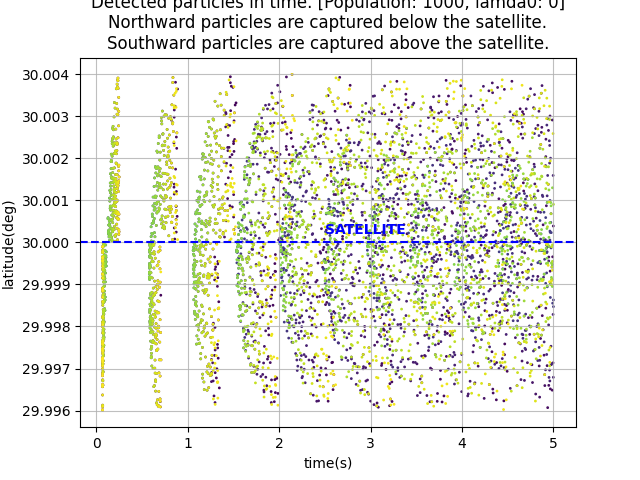 Detected particles in time. [Population: 1000, lamda0: 0]
Northward particles are captured below the satellite.
Southward particles are captured above the satellite.
30.004
30.003
30.002
30.001
30.000
29.999
29.998
29.997
29.996
latitude(deg)
SATELLITE
0 1 2 3 4 5
time(s)